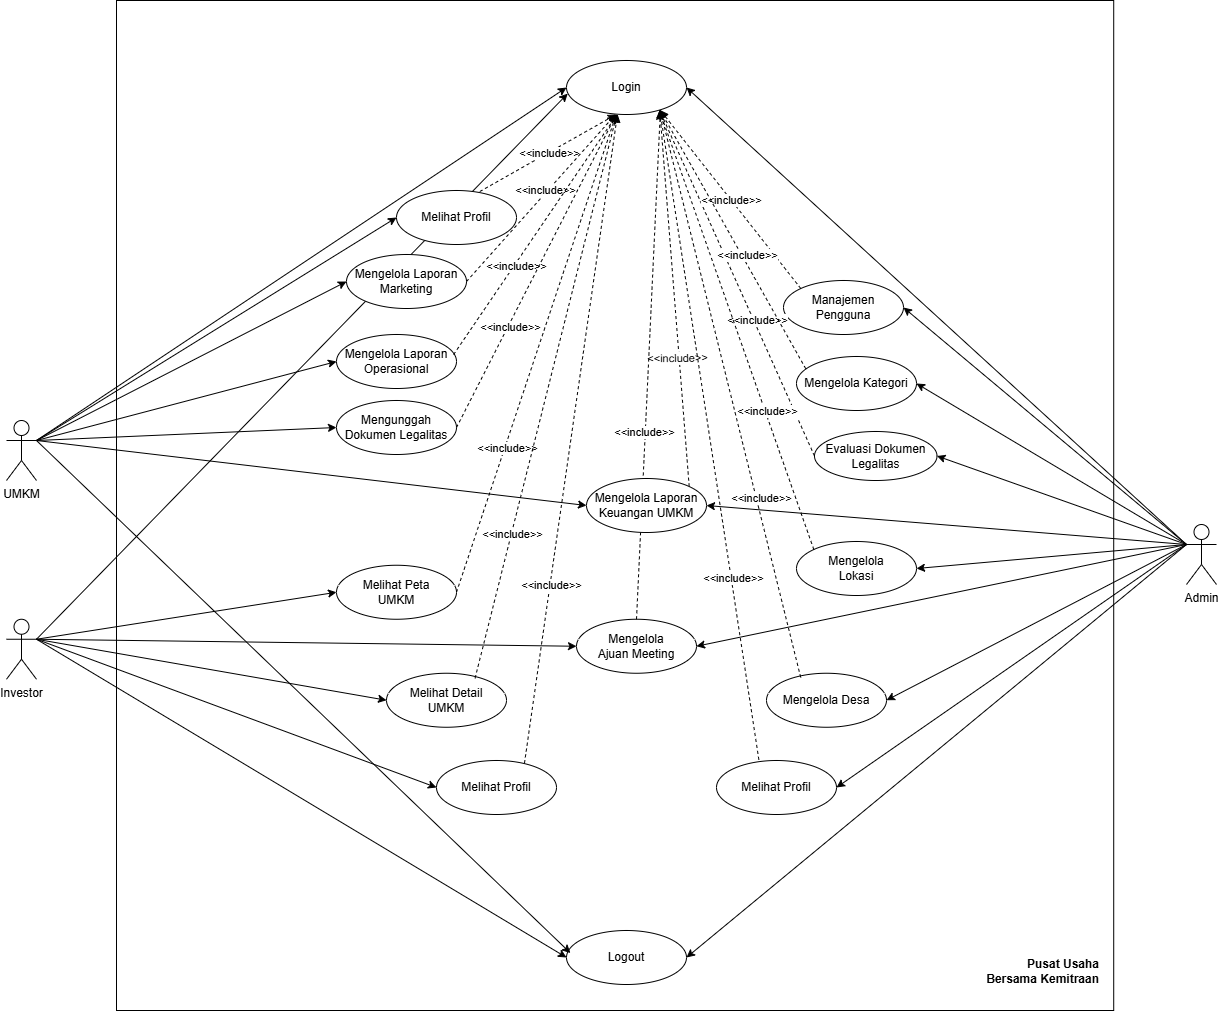 Login
<<include>>
<<include>>
<<include>>
Melihat Profil
<<include>>
Mengelola Laporan
Marketing
<<include>>
<<include>>
Manajemen
Pengguna
<<include>>
<<include>>
Mengelola Laporan
Operasional
<<include>>
Mengelola Kategori
Mengunggah
Dokumen Legalitas
<<include>>
<<include>>
UMKM
<<include>>
Evaluasi Dokumen
Legalitas
Mengelola Laporan
Keuangan UMKM
<<include>>
<<include>>
Mengelola
Lokasi
Melihat Peta
UMKM
<<include>>
<<include>>
Admin
Investor
Mengelola
Ajuan Meeting
Melihat Detail
UMKM
Mengelola Desa
Melihat Profil
Melihat Profil
Logout
Pusat Usaha
Bersama Kemitraan